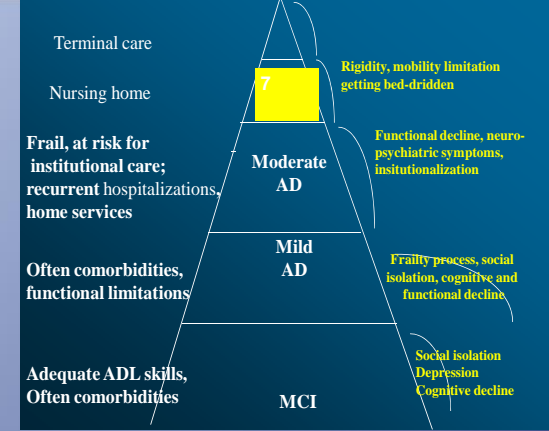 Terminal care
Nursing home
Frail, at risk for
institutional care;
recurrent hospitalizations,
home services
Often comorbidities,
functional limitations
Adequate ADL skills,
Often comorbidities
7
Moderate
AD
Mild
AD
MCI
Rigidity, mobility limitation
getting bed-dridden
Functional decline, neuro-
psychiatric symptoms,
insitutionalization
Frailty process, social
isolation, cognitive and
functional decline
Social isolation
Depression
Cognitive decline